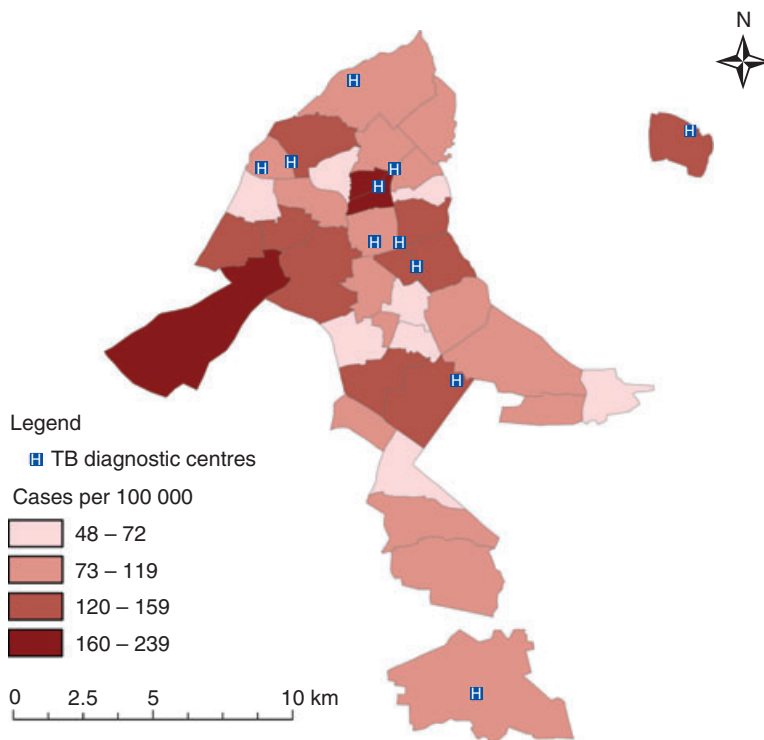 N
H
H
H
H
H
H
H
H
H
H
H
Legend
H TB diagnostic centres
Cases per 100 000
48 – 72
73 – 119
120 – 159
160 – 239
0 2.5 5 10 km